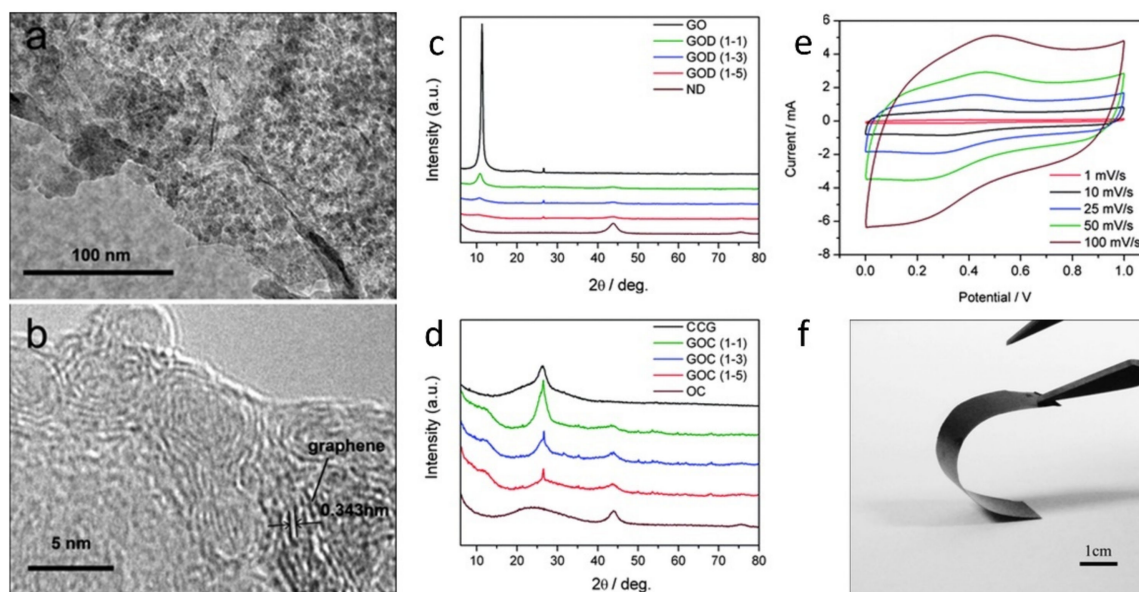 a
100 nm
b
graphene
0.343nm
5 nm
c
GO
GOD (1-1)
GOD (1-3)
GOD (1-5)
ND
Intensity (a.u.)
10 20 30 40 50 60 70 80
2θ / deg.
d
CCG
GOC (1-1)
GOC (1-3)
GOC (1-5)
OC
Intensity (a.u.)
10 20 30 40 50 60 70 80
2θ / deg.
e
6
4
2
0
-2
-4
-6
-8
Current / mA
1 mV/s
10 mV/s
25 mV/s
50 mV/s
100 mV/s
0.0 0.2 0.4 0.6 0.8 1.0
Potential / V
f
1cm